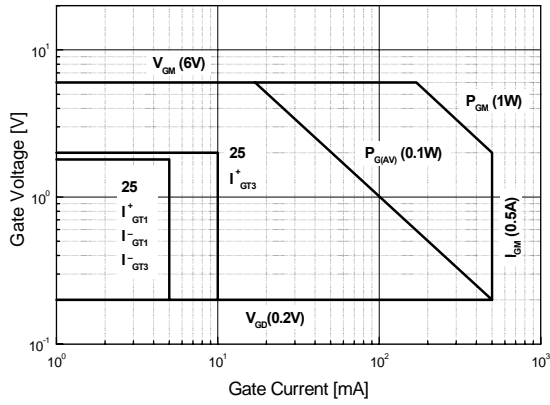 10¹
V_GM (6V)
P_GM (1W)
25
I⁺_GT3
P_G(AV) (0.1W)
10⁰
25
I⁺_GT1
I⁻_GT1
I⁻_GT3
I_GM (0.5A)
V_GD(0.2V)
10⁻¹
10⁰
10¹
10²
10³
Gate Voltage [V]
Gate Current [mA]